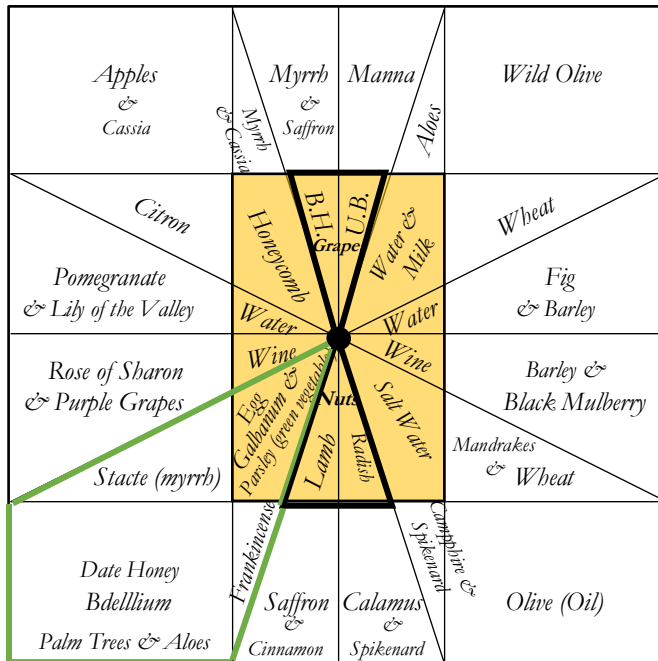 Apples
&
Cassia
Myrrh
& Cassia
Myrrh
&
Saffron
Manna
Aloes
Wild Olive
Citron
Honeycomb
B.H.
U.B.
Grape
Water &
Milk
Wheat
Pomegranate
& Lily of the Valley
Water
Water
Fig
& Barley
Rose of Sharon
& Purple Grapes
Wine
Wine
Barley &
Black Mulberry
Egg
Galbanum &
Parsley (green vegetable)
Nuts
Lamb
Radish
Salt Water
Mandrakes
&
Wheat
Stacte (myrrh)
Frankincense
Campphire &
Spikenard
Date Honey
Bdelllium
Palm Trees & Aloes
Saffron
&
Cinnamon
Calamus
&
Spikenard
Olive (Oil)